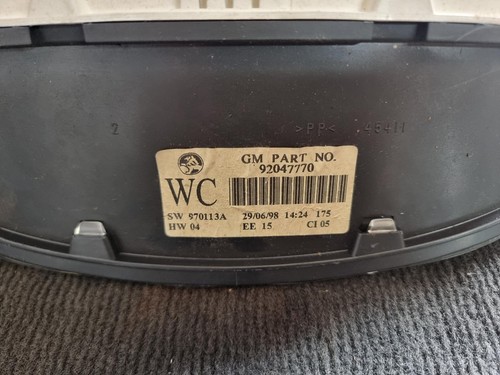 2 >PP<
GM PART NO.
92047770
WC
SW 970113A 29/06/98 14:24 175
HW 04 EE 15 CI 05